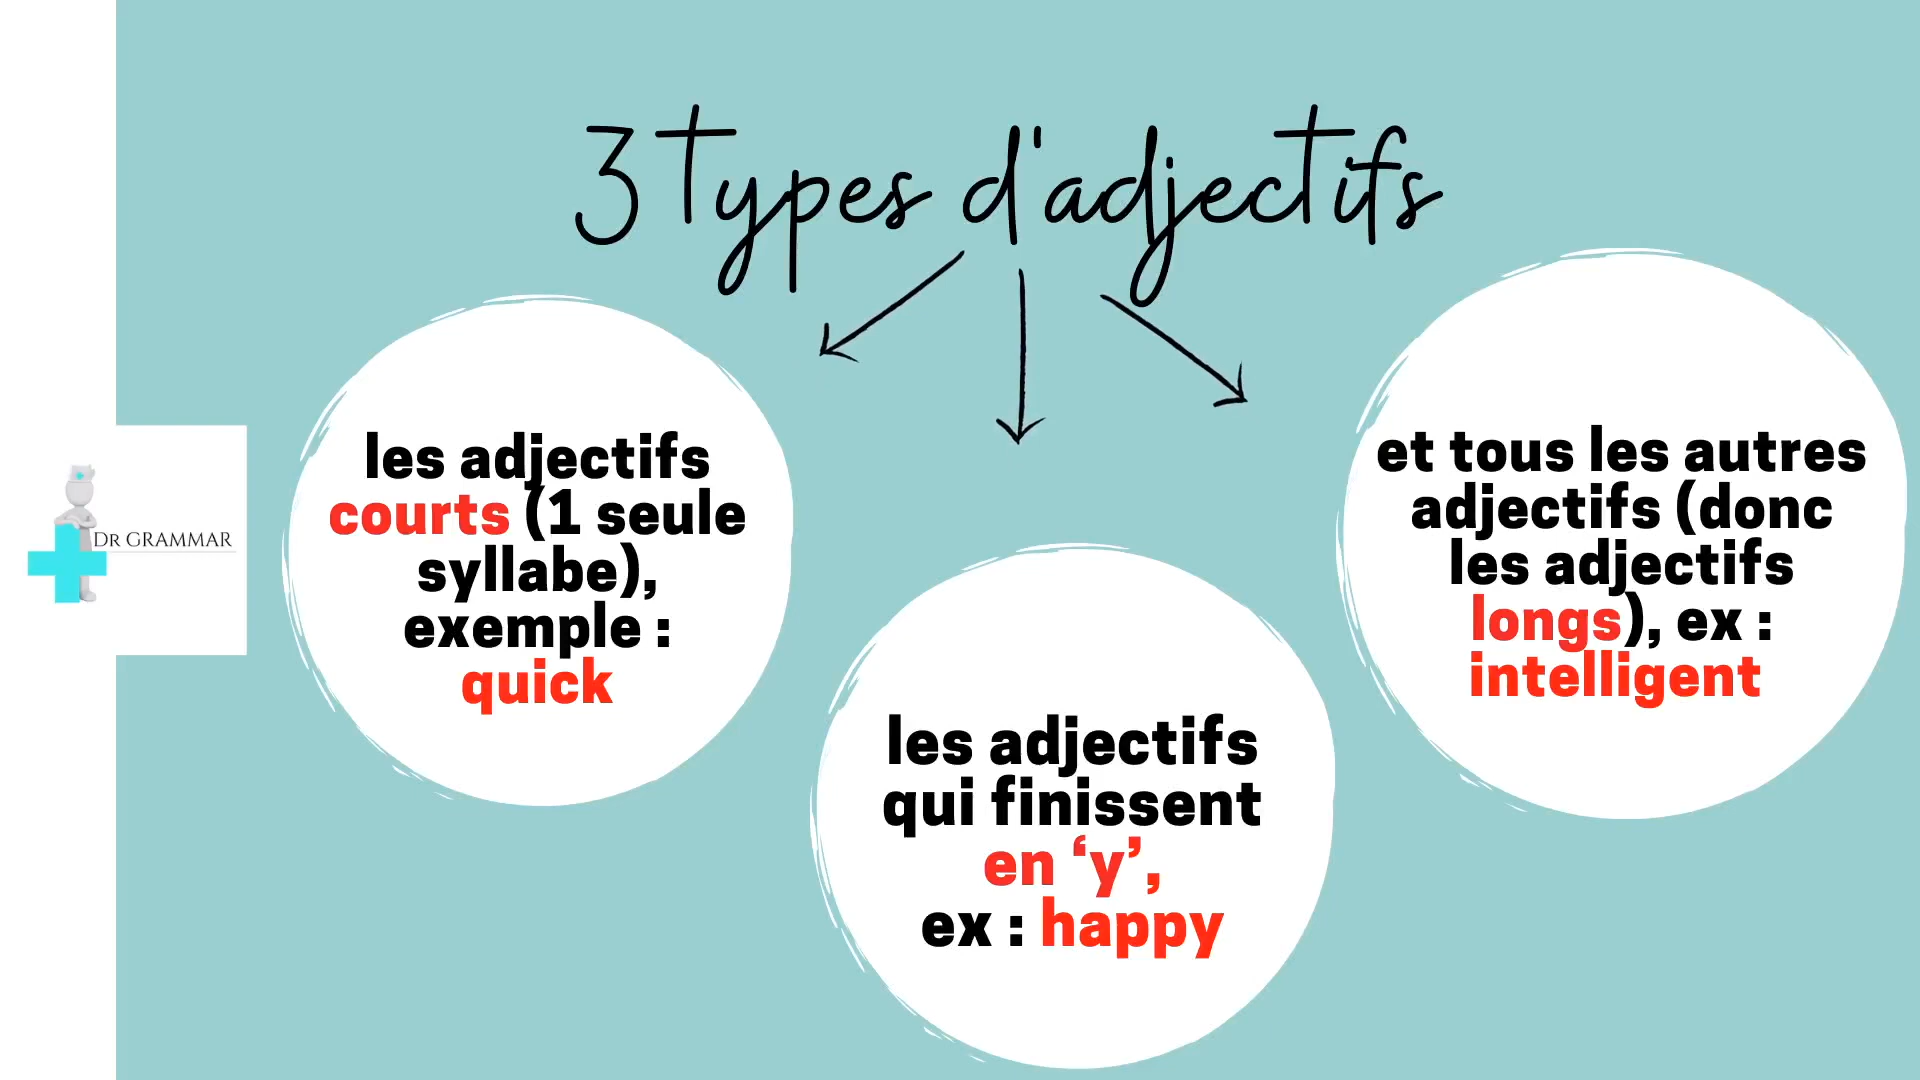 3 types d'adjectifs
les adjectifs
courts (1 seule
syllabe),
exemple :
quick
les adjectifs
qui finissent
en ‘y’,
ex : happy
et tous les autres
adjectifs (donc
les adjectifs
longs), ex :
intelligent
DR GRAMMAR